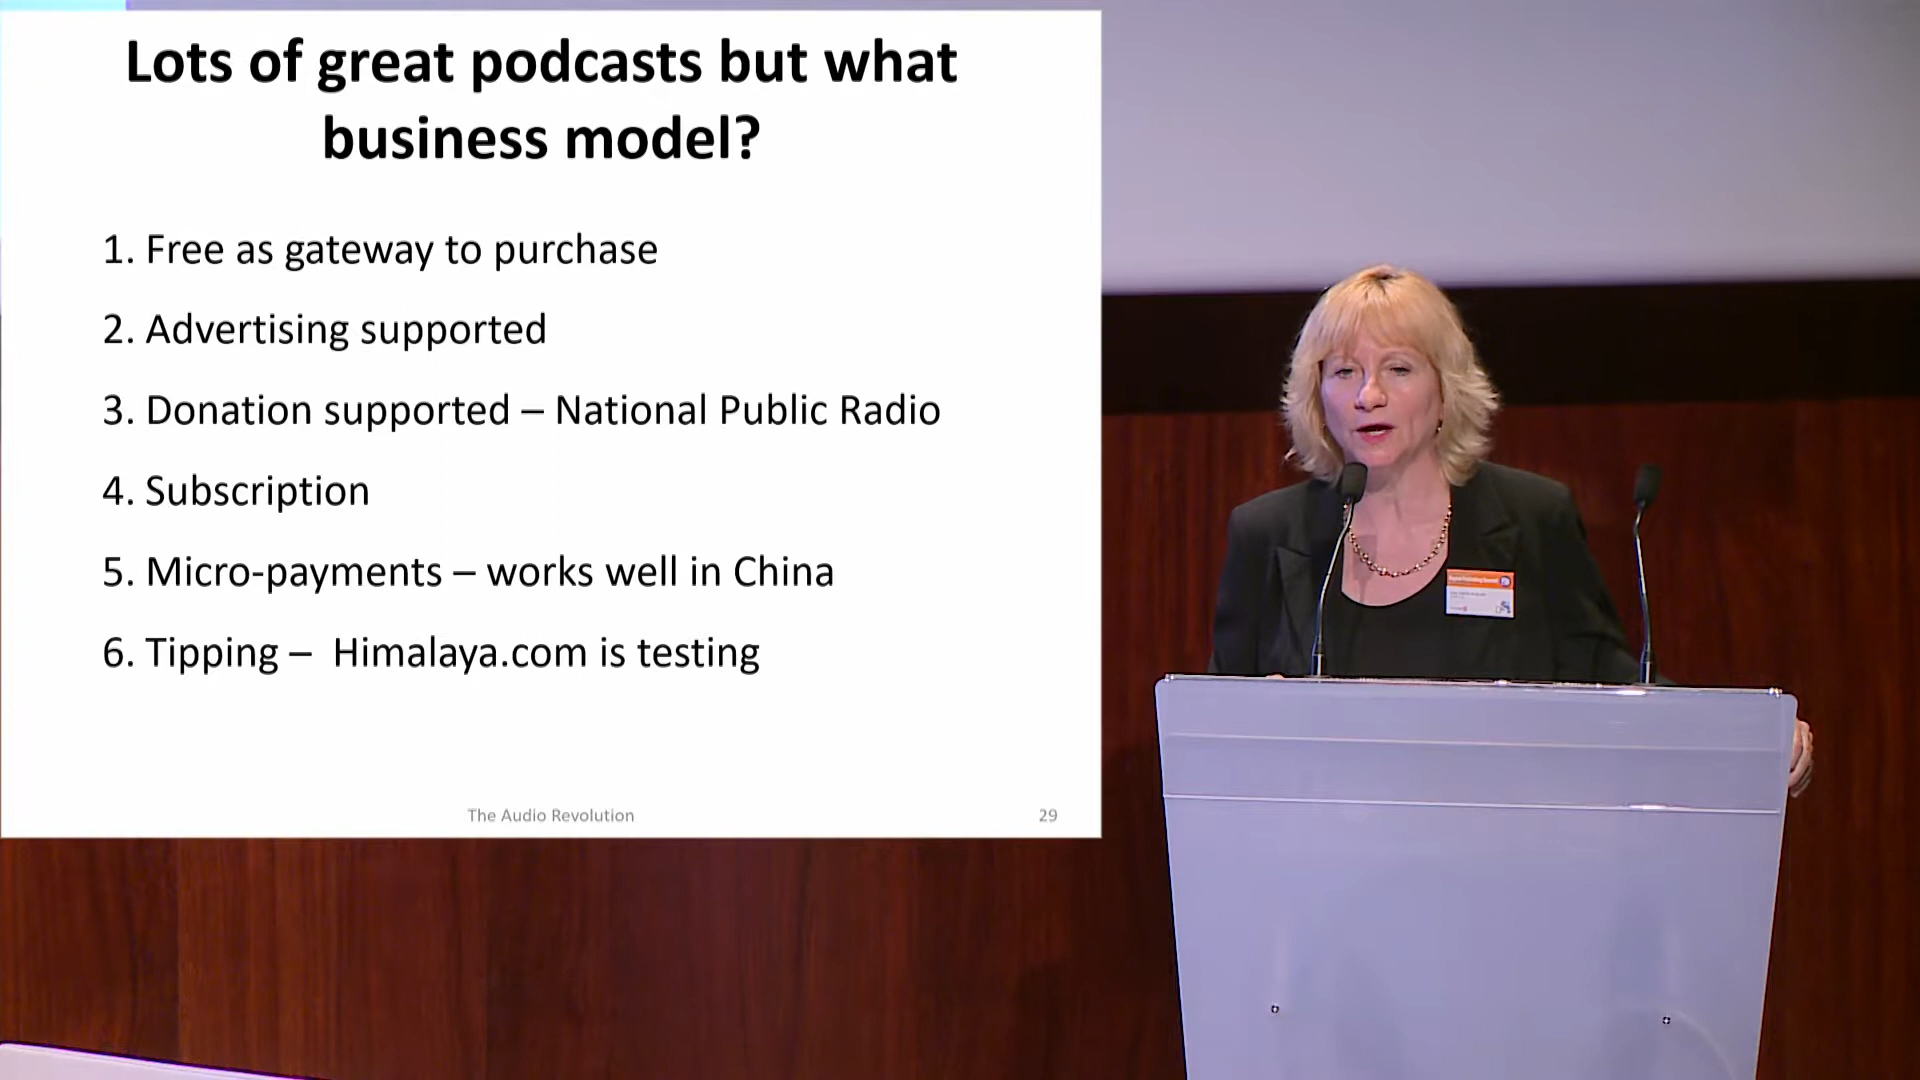 Lots of great podcasts but what
business model?
1. Free as gateway to purchase
2. Advertising supported
3. Donation supported – National Public Radio
4. Subscription
5. Micro-payments – works well in China
6. Tipping – Himalaya.com is testing
The Audio Revolution
29